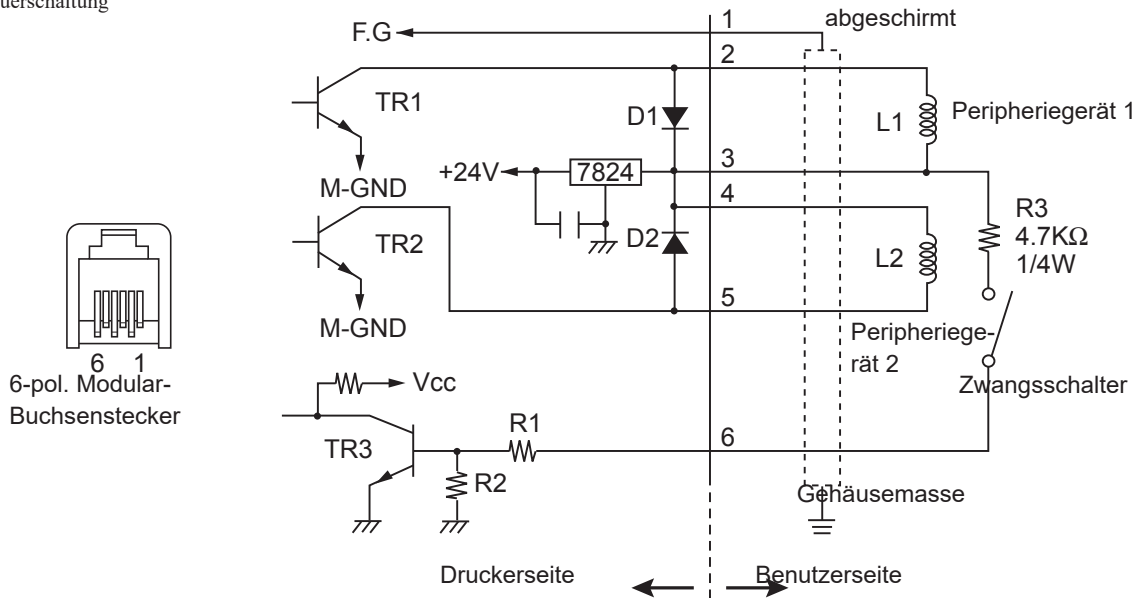 uerschaltung
1
abgeschirmt
F.G
2
TR1
D1
L1
Peripheriegerät 1
+24V
7824
3
M-GND
4
R3
4.7KΩ
1/4W
TR2
D2
L2
5
M-GND
Peripheriege-
rät 2
6 1
6-pol. Modular-
Buchsenstecker
Vcc
Zwangsschalter
R1
6
TR3
R2
Gehäusemasse
Druckerseite
Benutzerseite